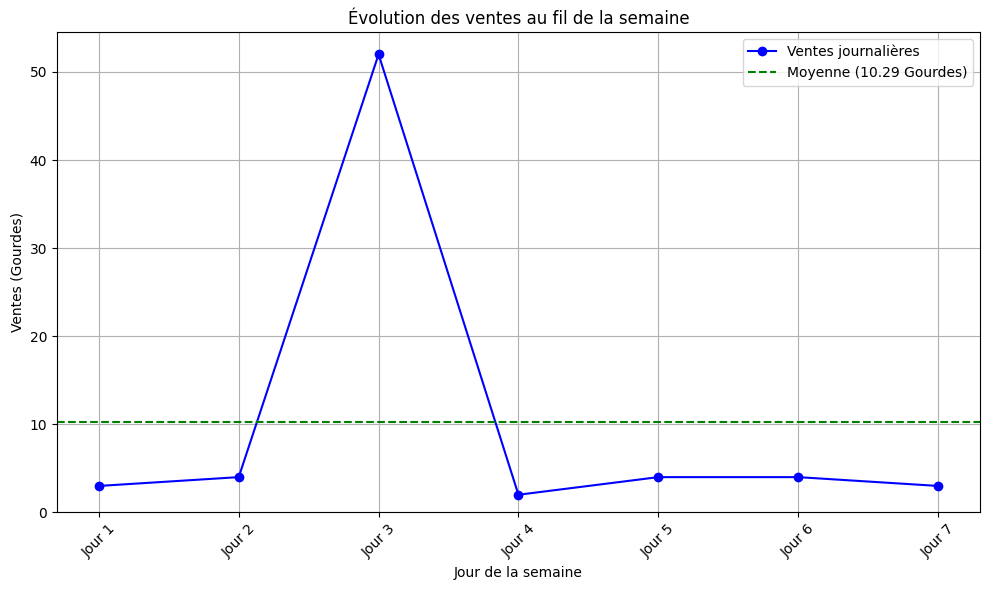 Évolution des ventes au fil de la semaine
Ventes journalières
Moyenne (10.29 Gourdes)
Ventes (Gourdes)
50
40
30
20
10
0
Jour 1
Jour 2
Jour 3
Jour 4
Jour 5
Jour 6
Jour 7
Jour de la semaine